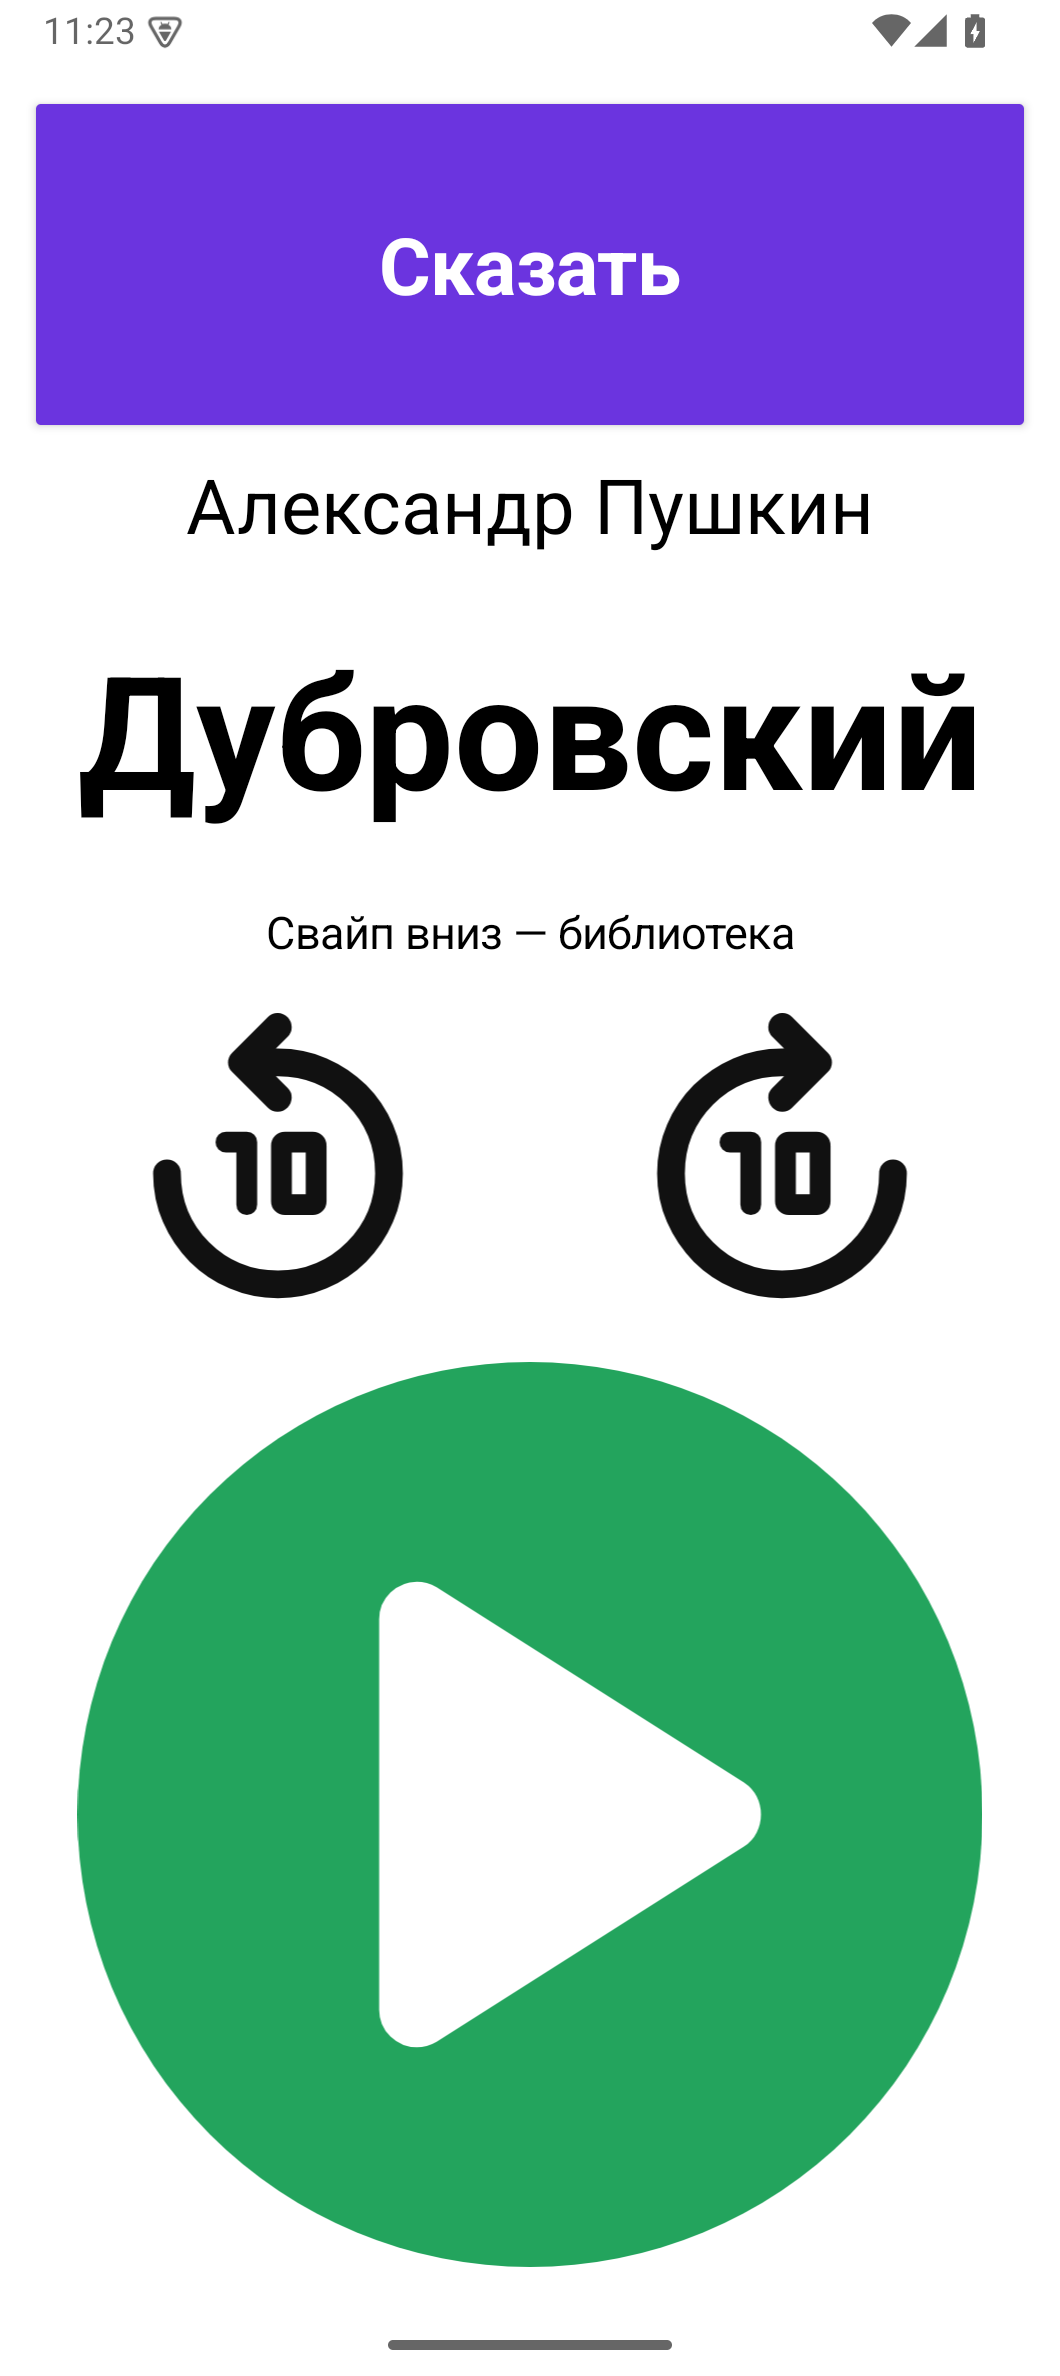 11:23
Сказать
Александр Пушкин
Дубровский
Свайп вниз — библиотека
10 10